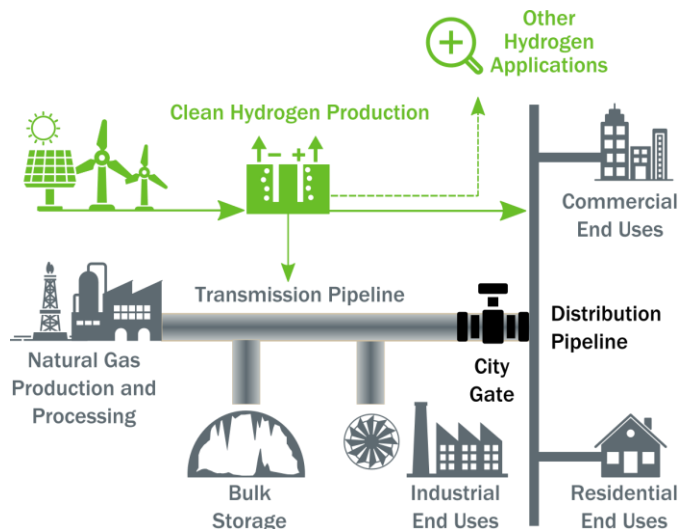 Other
Hydrogen
Applications
Clean Hydrogen Production
− +
Commercial
End Uses
Transmission Pipeline
Distribution
Pipeline
Natural Gas
Production and
Processing
City
Gate
Bulk
Storage
Industrial
End Uses
Residential
End Uses